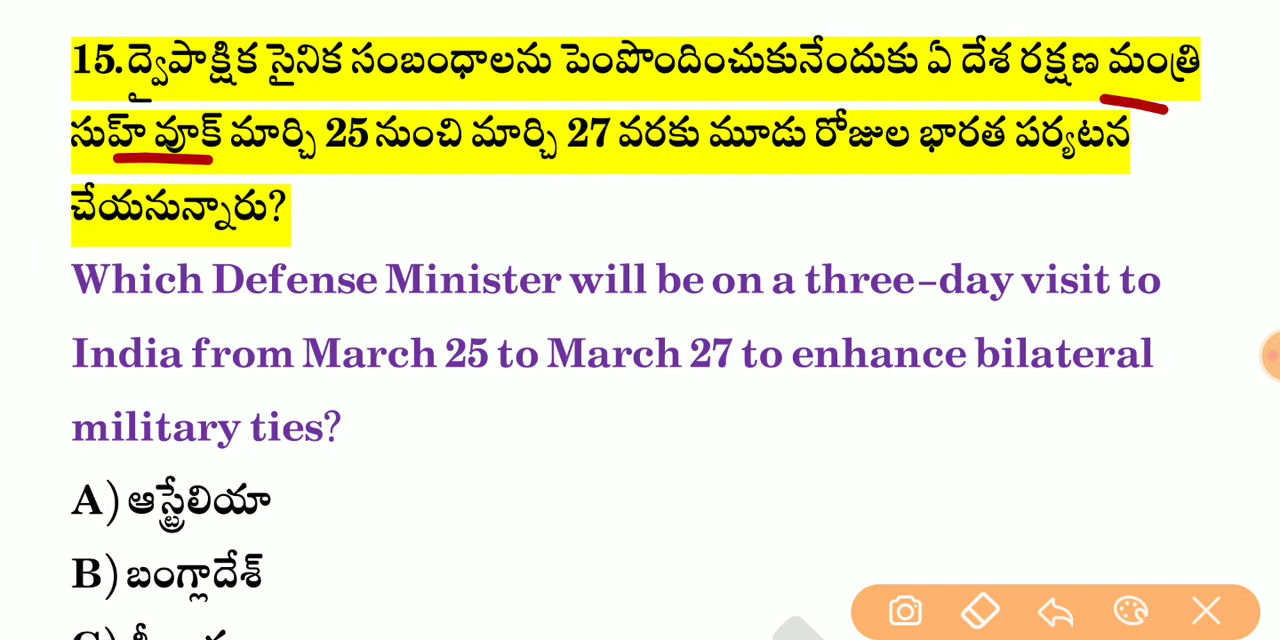 15.ద్వైపాక్షిక సైనిక సంబంధాలను పెంపొందించుకునేందుకు ఏ దేశ రక్షణ మంత్రి
సుహ్ వూక్ మార్చి 25 నుంచి మార్చి 27 వరకు మూడు రోజుల భారత పర్యటన
చేయనున్నారు?
Which Defense Minister will be on a three-day visit to
India from March 25 to March 27 to enhance bilateral
military ties?
A) ఆస్ట్రేలియా
B) బంగ్లాదేశ్